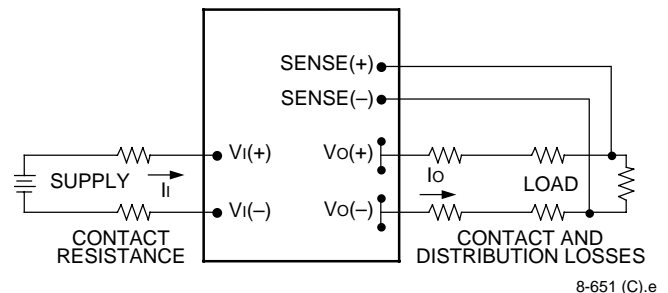 SENSE(+)
SENSE(–)
VI(+)
VO(+)
SUPPLY
II
IO
LOAD
VI(–)
VO(–)
CONTACT
RESISTANCE
CONTACT AND
DISTRIBUTION LOSSES
8-651 (C).e